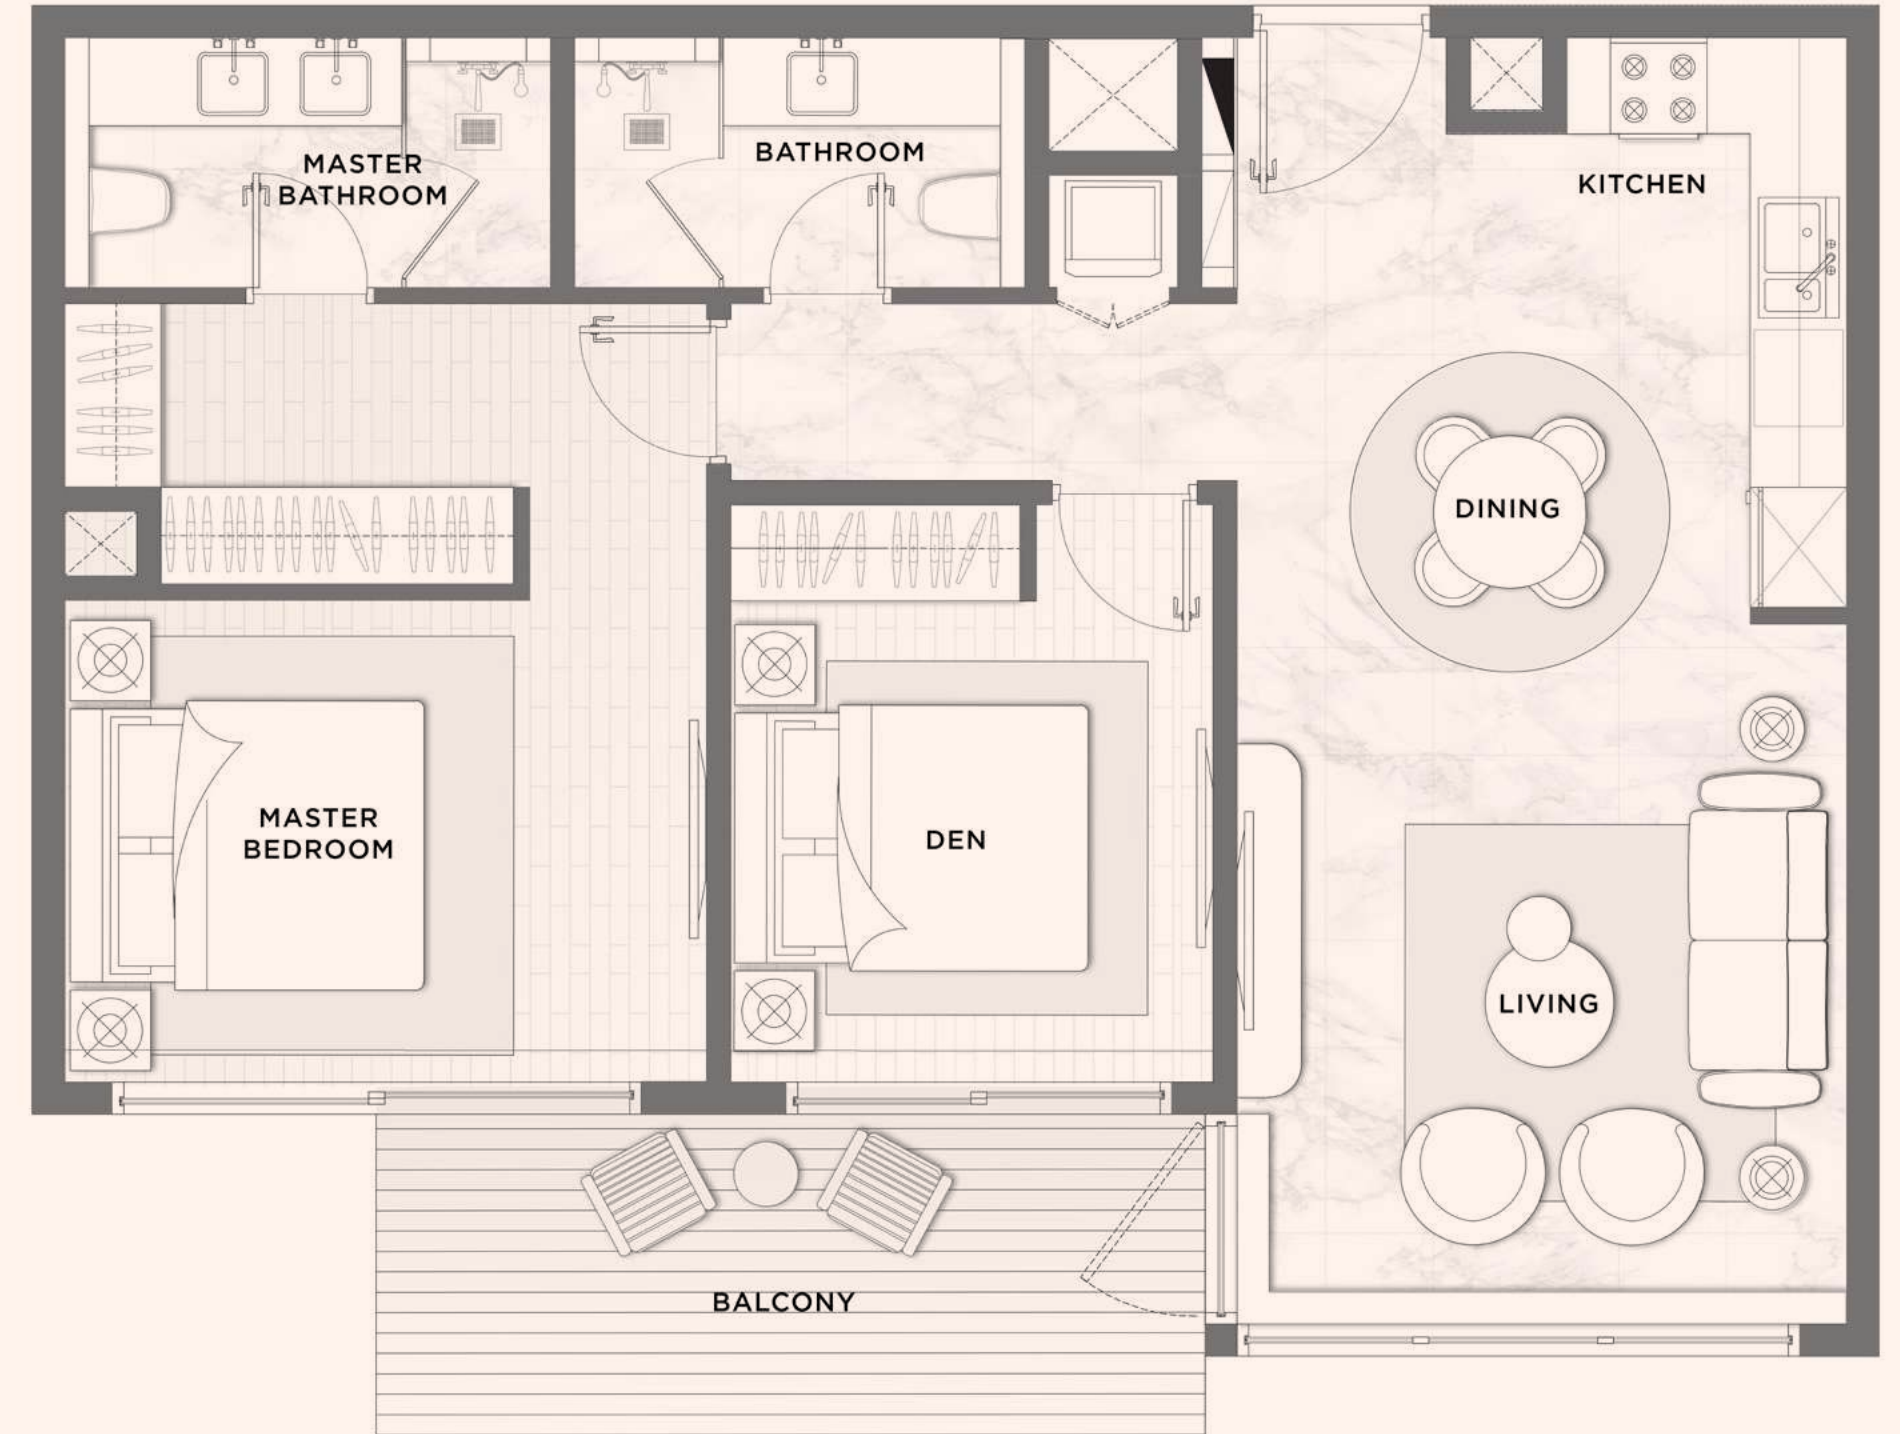 MASTER
BATHROOM
BATHROOM
KITCHEN
DINING
MASTER
BEDROOM
DEN
LIVING
BALCONY